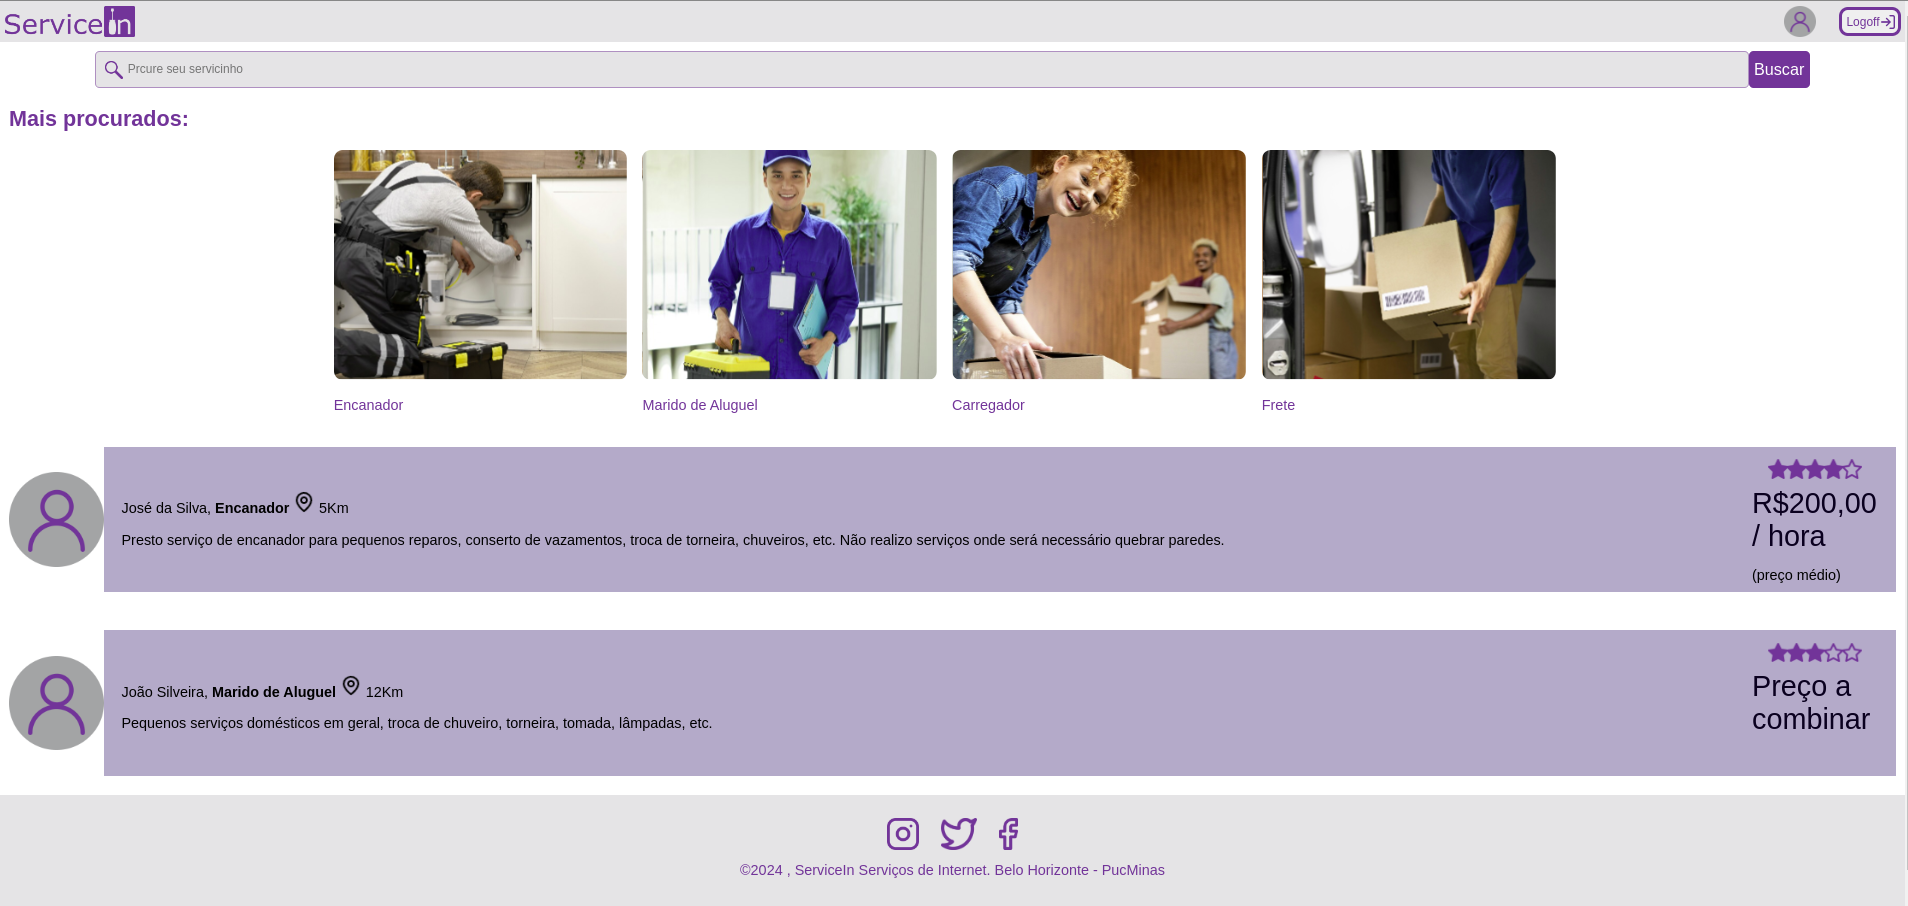 ServiceIn
Logoff
Prcure seu servicinho
Buscar
Mais procurados:
Encanador
Marido de Aluguel
Carregador
Frete
José da Silva, Encanador 5Km
Presto serviço de encanador para pequenos reparos, conserto de vazamentos, troca de torneira, chuveiros, etc. Não realizo serviços onde será necessário quebrar paredes.
R$200,00
/ hora
(preço médio)
João Silveira, Marido de Aluguel 12Km
Pequenos serviços domésticos em geral, troca de chuveiro, torneira, tomada, lâmpadas, etc.
Preço a
combinar
©2024 , ServiceIn Serviços de Internet. Belo Horizonte - PucMinas